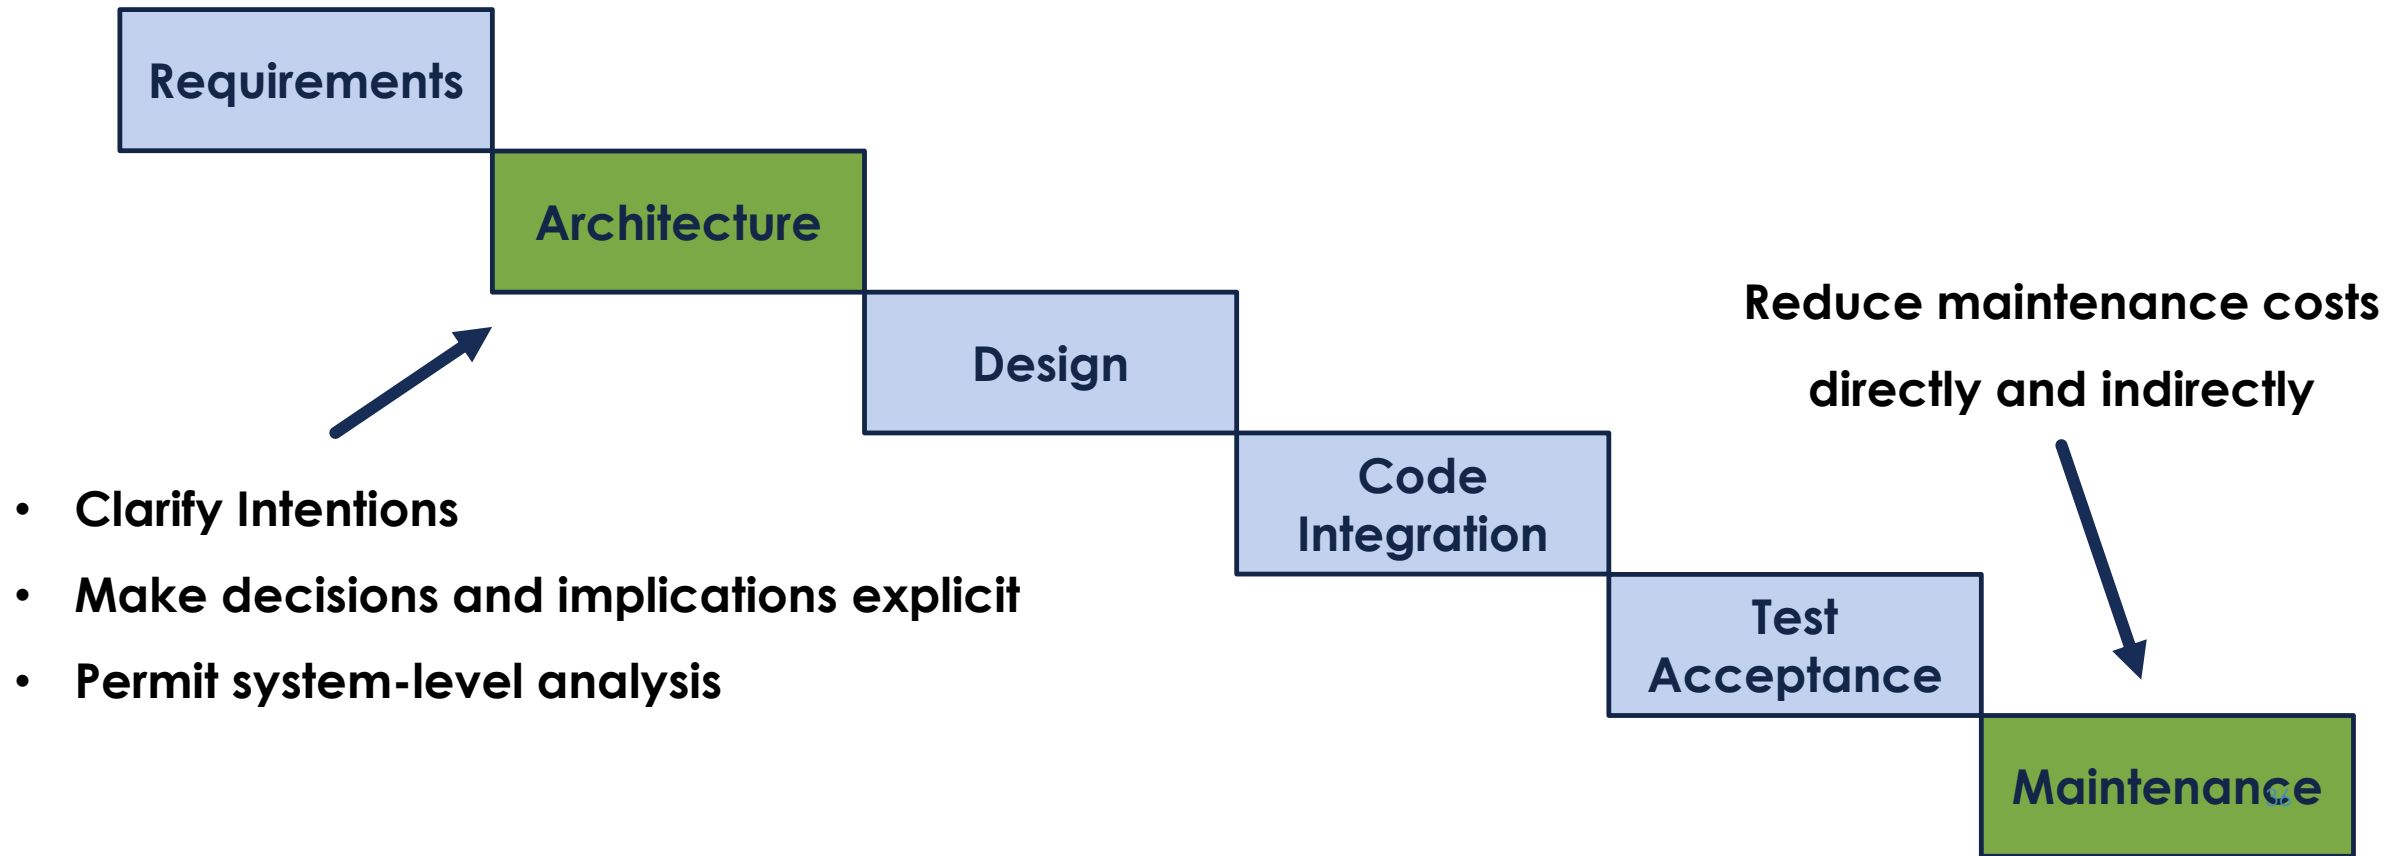 Requirements
Architecture
Design
Code
Integration
Test
Acceptance
Maintenance
36
Reduce maintenance costs
directly and indirectly
• Clarify Intentions
• Make decisions and implications explicit
• Permit system-level analysis